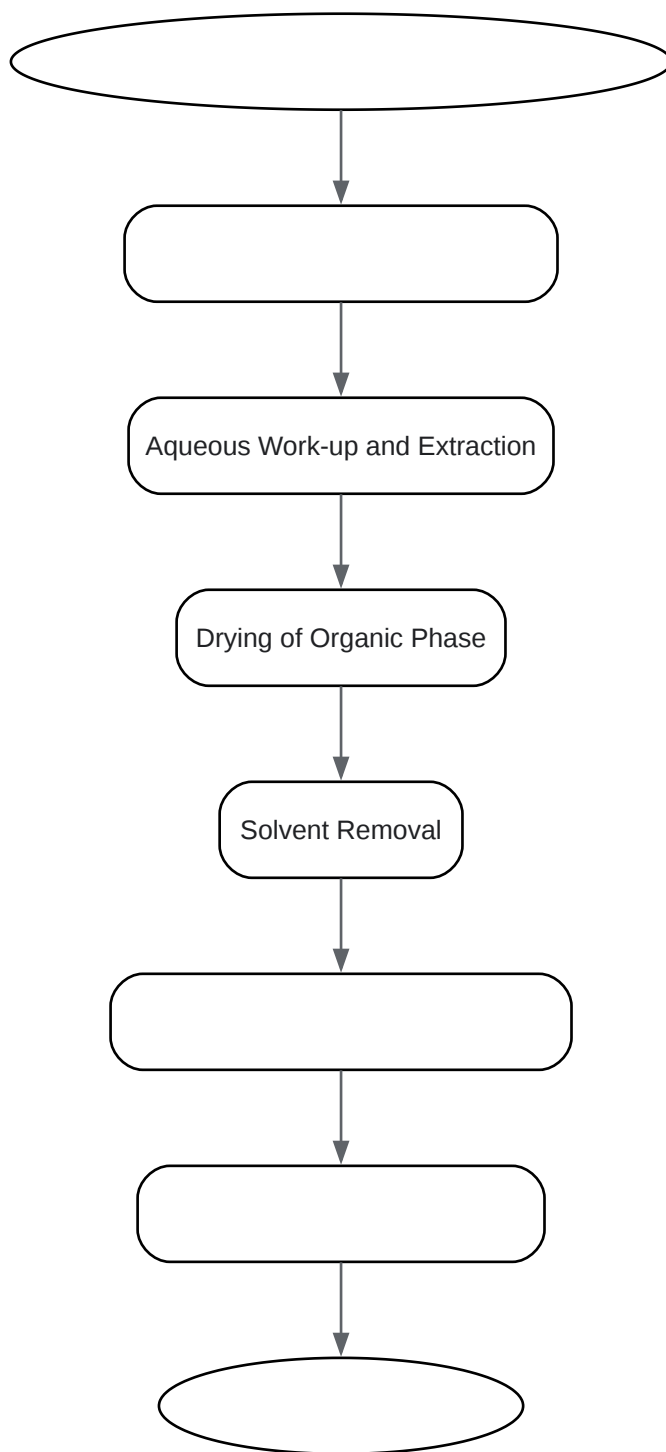 Aqueous Work-up and Extraction
Drying of Organic Phase
Solvent Removal